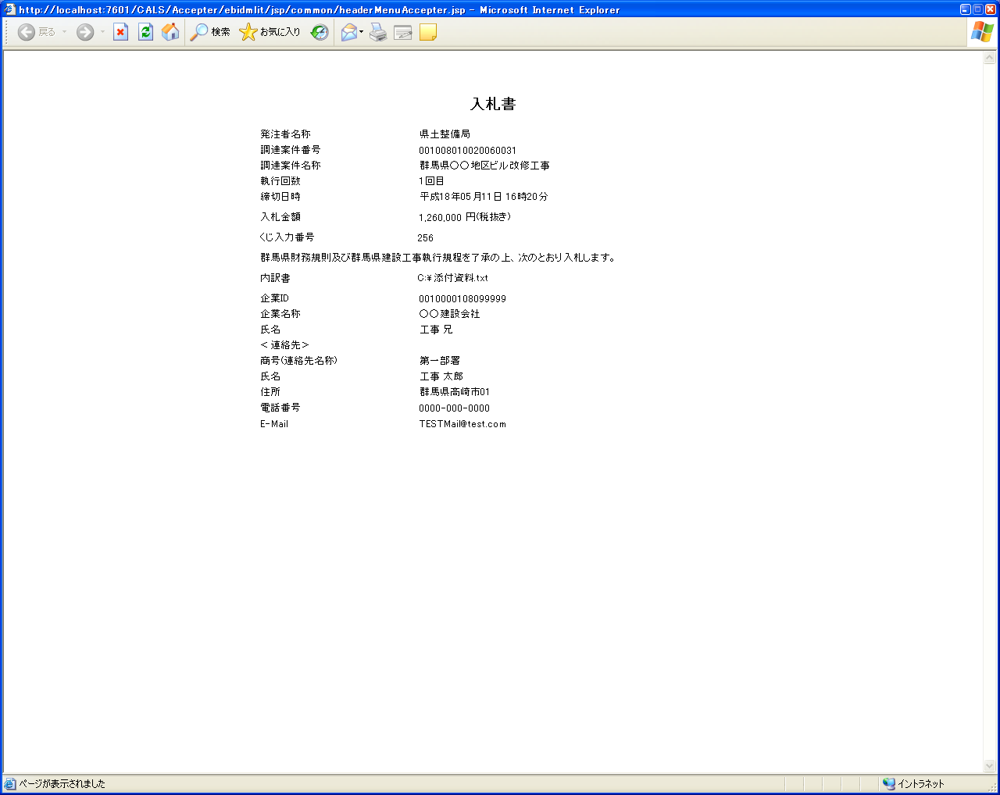 http://localhost:7601/CALS/Accepter/ebidmlit/jsp/common/headerMenuAccepter.jsp - Microsoft Internet Explorer
戻る 検索 お気に入り
入札書
発注者名称 県土整備局
調達案件番号 001008010020060031
調達案件名称 群馬県〇〇地区ビル改修工事
執行回数 1回目
締切日時 平成18年05月11日 16時20分
入札金額 1,260,000 円(税抜き)
くじ入力番号 256
群馬県財務規則及び群馬県建設工事執行規程を了承の上、次のとおり入札します。
内訳書 C:¥添付資料.txt
企業ID 0010000108099999
企業名称 〇〇建設会社
氏名 工事 兄
<連絡先>
商号(連絡先名称) 第一部署
氏名 工事 太郎
住所 群馬県高崎市01
電話番号 0000-000-0000
E-Mail TESTMail@test.com
ページが表示されました イントラネット